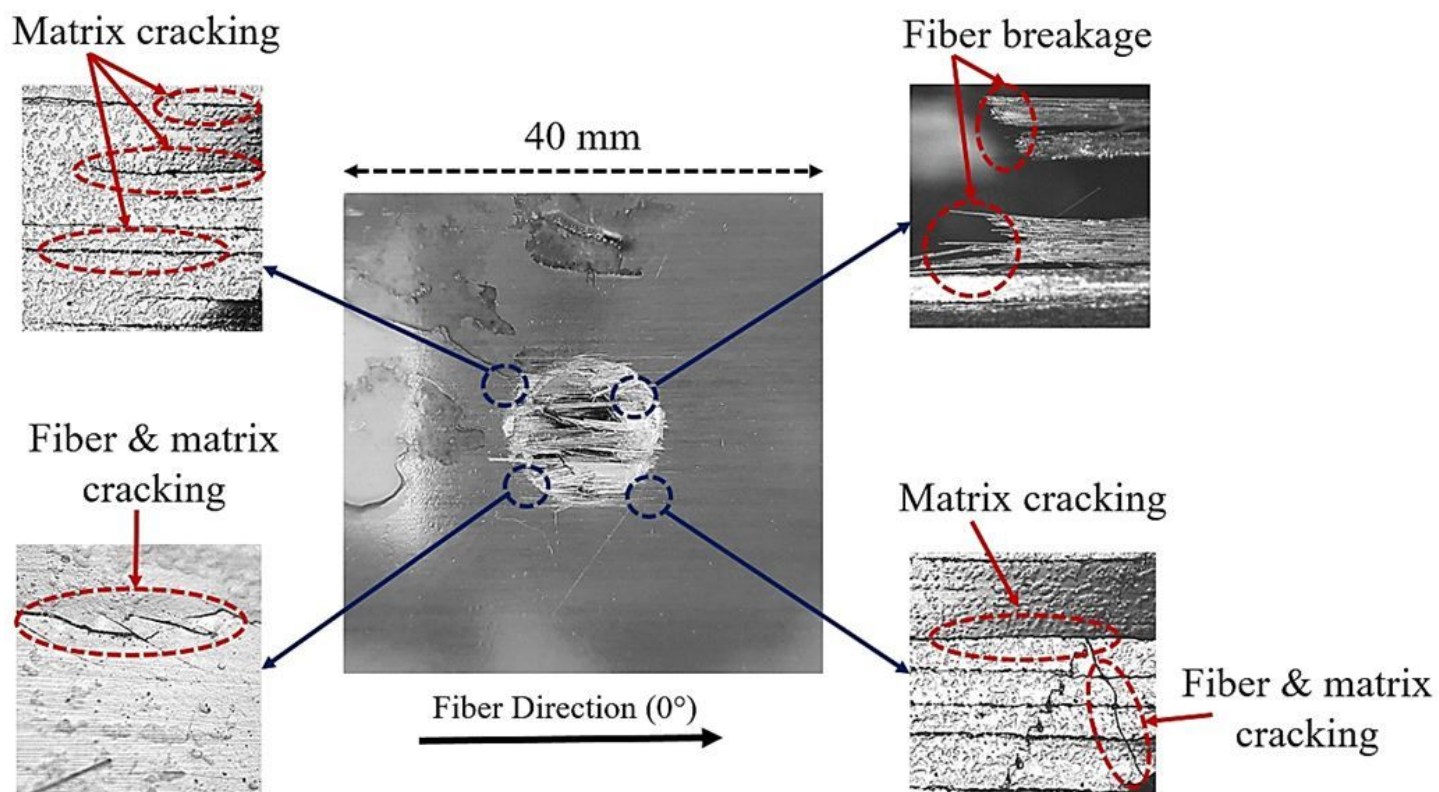 Matrix cracking
Fiber breakage
40 mm
Fiber & matrix
cracking
Matrix cracking
Fiber & matrix
cracking
Fiber Direction (0°)